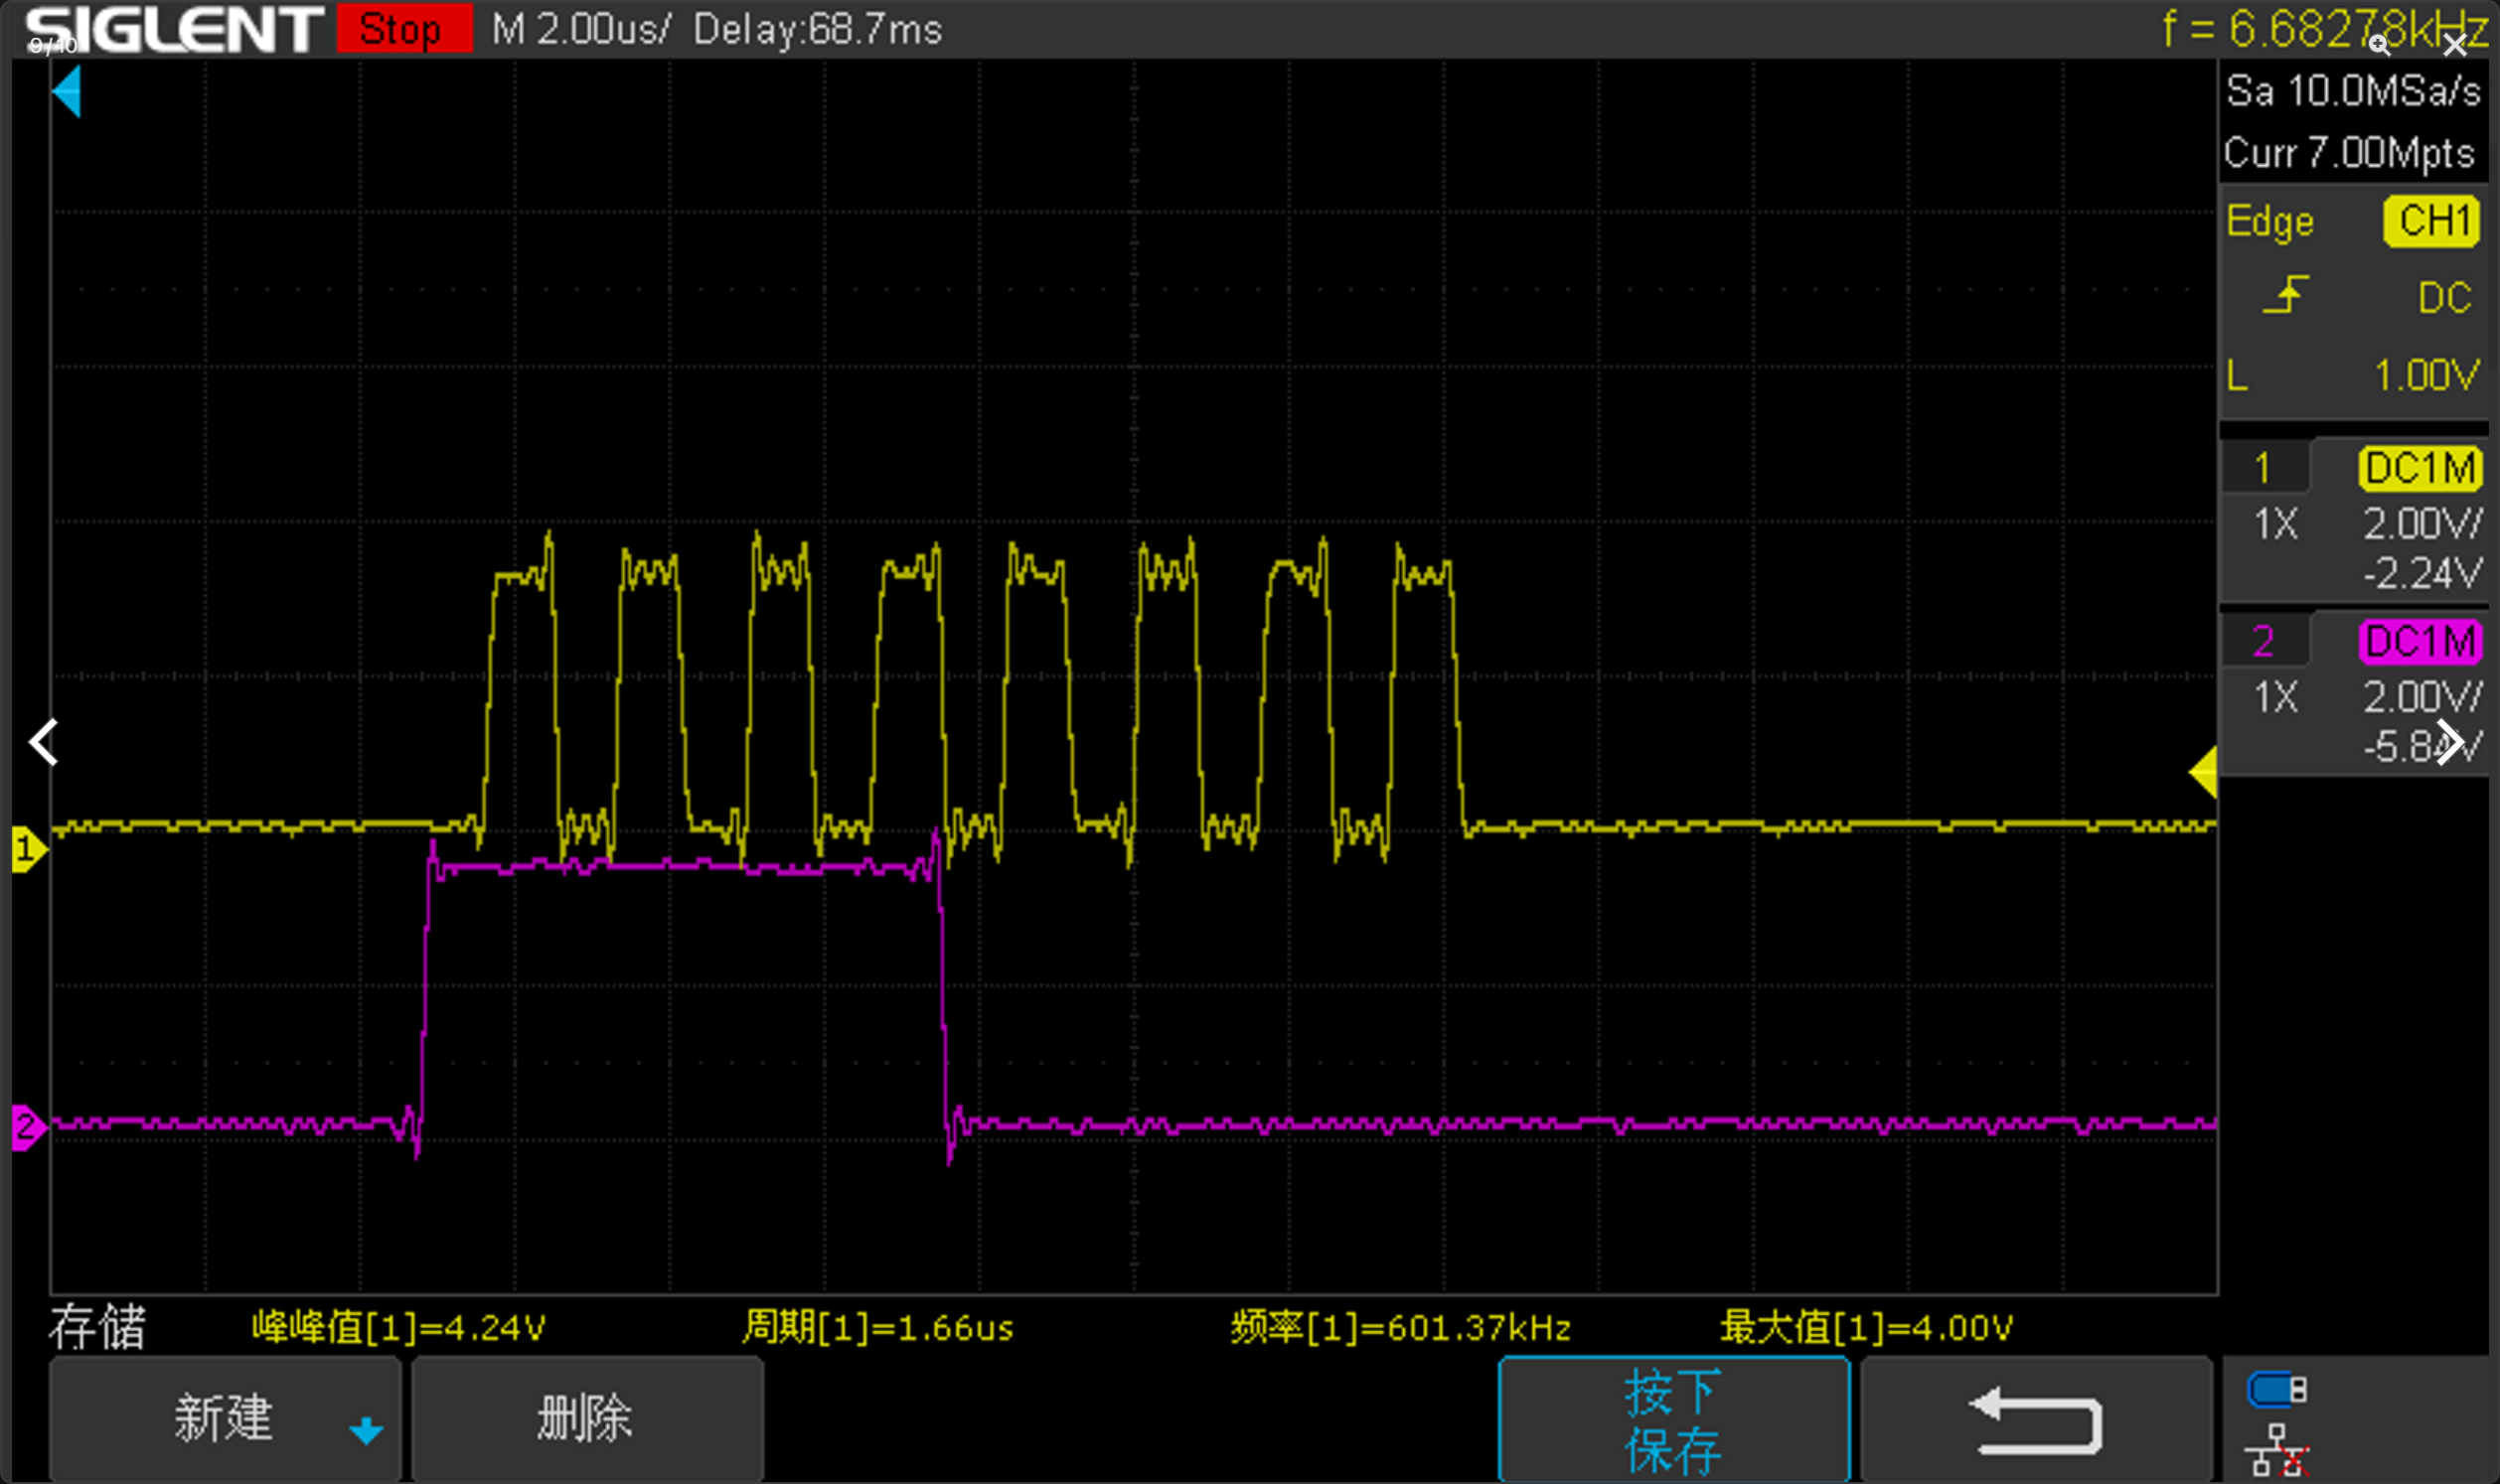 SIGLENT Stop M 2.00us/ Delay:68.7ms f = 6.68278kHz
9/10
Sa 10.0MSa/s
Curr 7.00Mpts
Edge CH1
DC
L 1.00V
1 DC1M
1X 2.00V/
-2.24V
2 DC1M
1X 2.00V/
-5.84V
1
2
存储 峰峰值[1]=4.24V 周期[1]=1.66us 频率[1]=601.37kHz 最大值[1]=4.00V
新建 删除 按下
保存